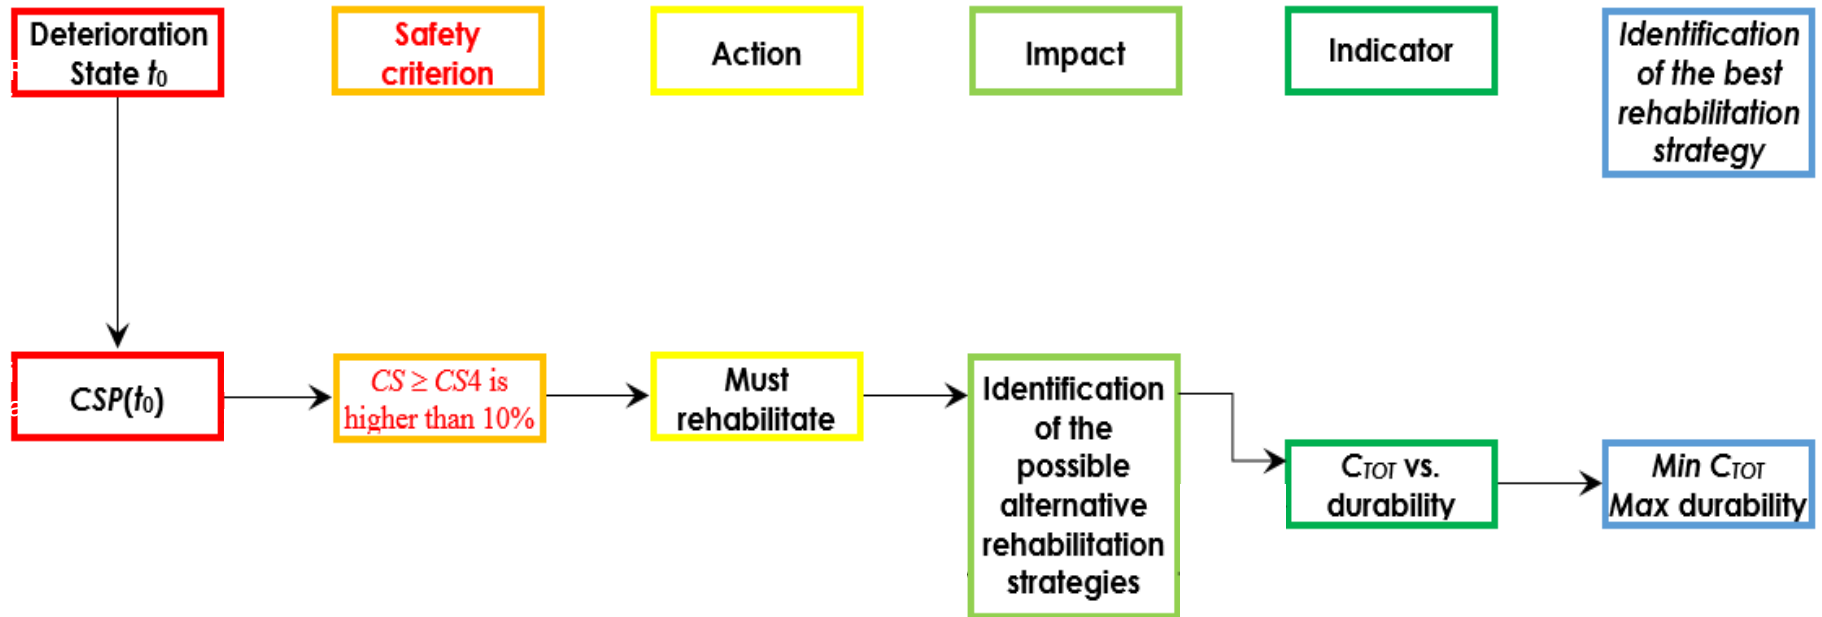 Deterioration
State t0
Safety
criterion
Action
Impact
Indicator
Identification
of the best
rehabilitation
strategy
CSP(t0)
CS ≥ CS4 is
higher than 10%
Must
rehabilitate
Identification
of the
possible
alternative
rehabilitation
strategies
CTOT vs.
durability
Min CTOT
Max durability